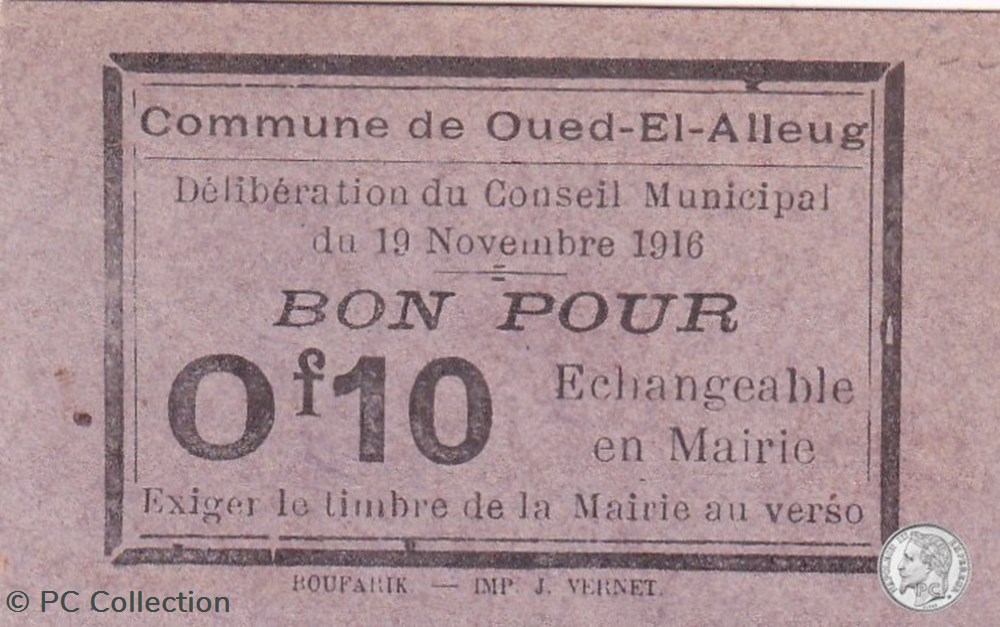 Commune de Oued-El-Alleug
Délibération du Conseil Municipal
du 19 Novembre 1916
BON POUR
0f10
Echangeable
en Mairie
Exiger le timbre de la Mairie au verso
BOUFARIK — IMP. J. VERNET.
© PC Collection
PC